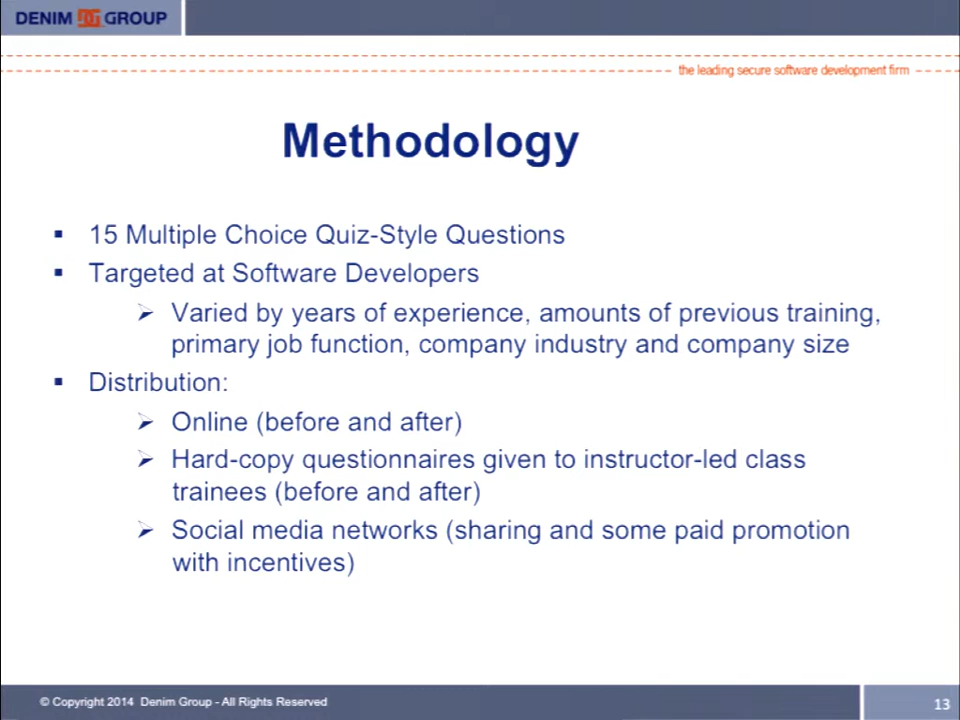 DENIM GROUP
the leading secure software development firm
Methodology
▪ 15 Multiple Choice Quiz-Style Questions
▪ Targeted at Software Developers
➢ Varied by years of experience, amounts of previous training,
primary job function, company industry and company size
▪ Distribution:
➢ Online (before and after)
➢ Hard-copy questionnaires given to instructor-led class
trainees (before and after)
➢ Social media networks (sharing and some paid promotion
with incentives)
© Copyright 2014 Denim Group - All Rights Reserved
13